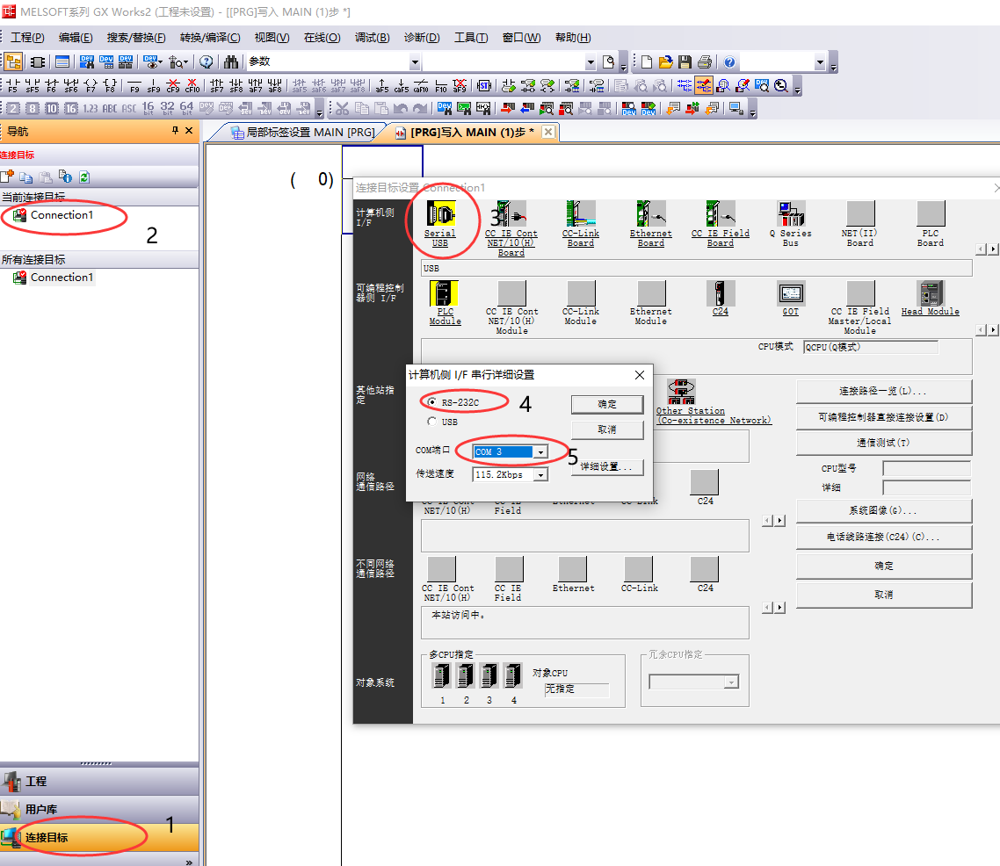 MELSOFT系列 GX Works2 (工程未设置) - [[PRG]写入 MAIN (1)步 *]
工程(P) 编辑(E) 搜索/替换(F) 转换/编译(C) 视图(V) 在线(O) 调试(B) 诊断(D) 工具(T) 窗口(W) 帮助(H)
参数
F5 sF5 F6 sF6 F7 F8 F9 sF9 cF9 cF10 sF7 sF8 aF7 aF8 saF5 saF6 saF7 saF8 aF5 caF5 caF10 F10 aF9
2 8 10 16 1.23 ABC ASC 16 bit 32 bit 64 bit
导航
局部标签设置 MAIN [PRG]
[PRG]写入 MAIN (1)步 *
连接目标
当前连接目标
Connection1
2
所有连接目标
Connection1
( 0)
连接目标设置 Connection1
计算机侧
I/F
Serial
USB
3
CC IE Cont
NET/10(H)
Board
CC-Link
Board
Ethernet
Board
CC IE Field
Board
Q Series
Bus
NET(II)
Board
PLC
Board
USB
可编程控制
器侧 I/F
PLC
Module
CC IE Cont
NET/10(H)
Module
CC-Link
Module
Ethernet
Module
C24
GOT
CC IE Field
Master/Local
Module
Head Module
CPU模式
QCPU(Q模式)
计算机侧 I/F 串行详细设置
RS-232C
4
确定
USB
取消
COM端口
COM 3
5
传送速度
115.2Kbps
详细设置...
其他站指
定
Other Station
(Co-existence Network)
连接路径一览(L)...
可编程控制器直接连接设置(D)
通信测试(T)
CPU型号
详细
系统图像(G)...
电话线路连接(C24)(C)...
确定
取消
网络
通信路径
CC IE Cont
NET/10(H)
CC IE
Field
Ethernet
CC-Link
C24
不同网络
通信路径
CC IE Cont
NET/10(H)
CC IE
Field
Ethernet
CC-Link
C24
本站访问中。
对象系统
多CPU指定
1 2 3 4
对象CPU
无指定
冗余CPU指定
工程
用户库
连接目标
1